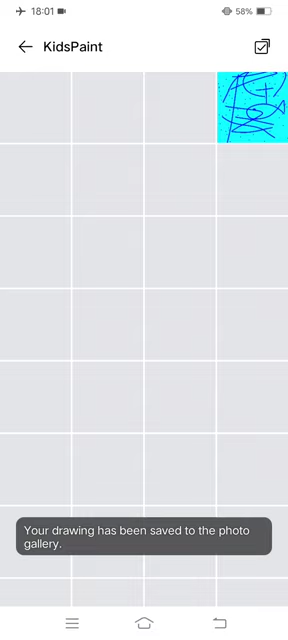 18:01
58%
KidsPaint
Your drawing has been saved to the photo
gallery.